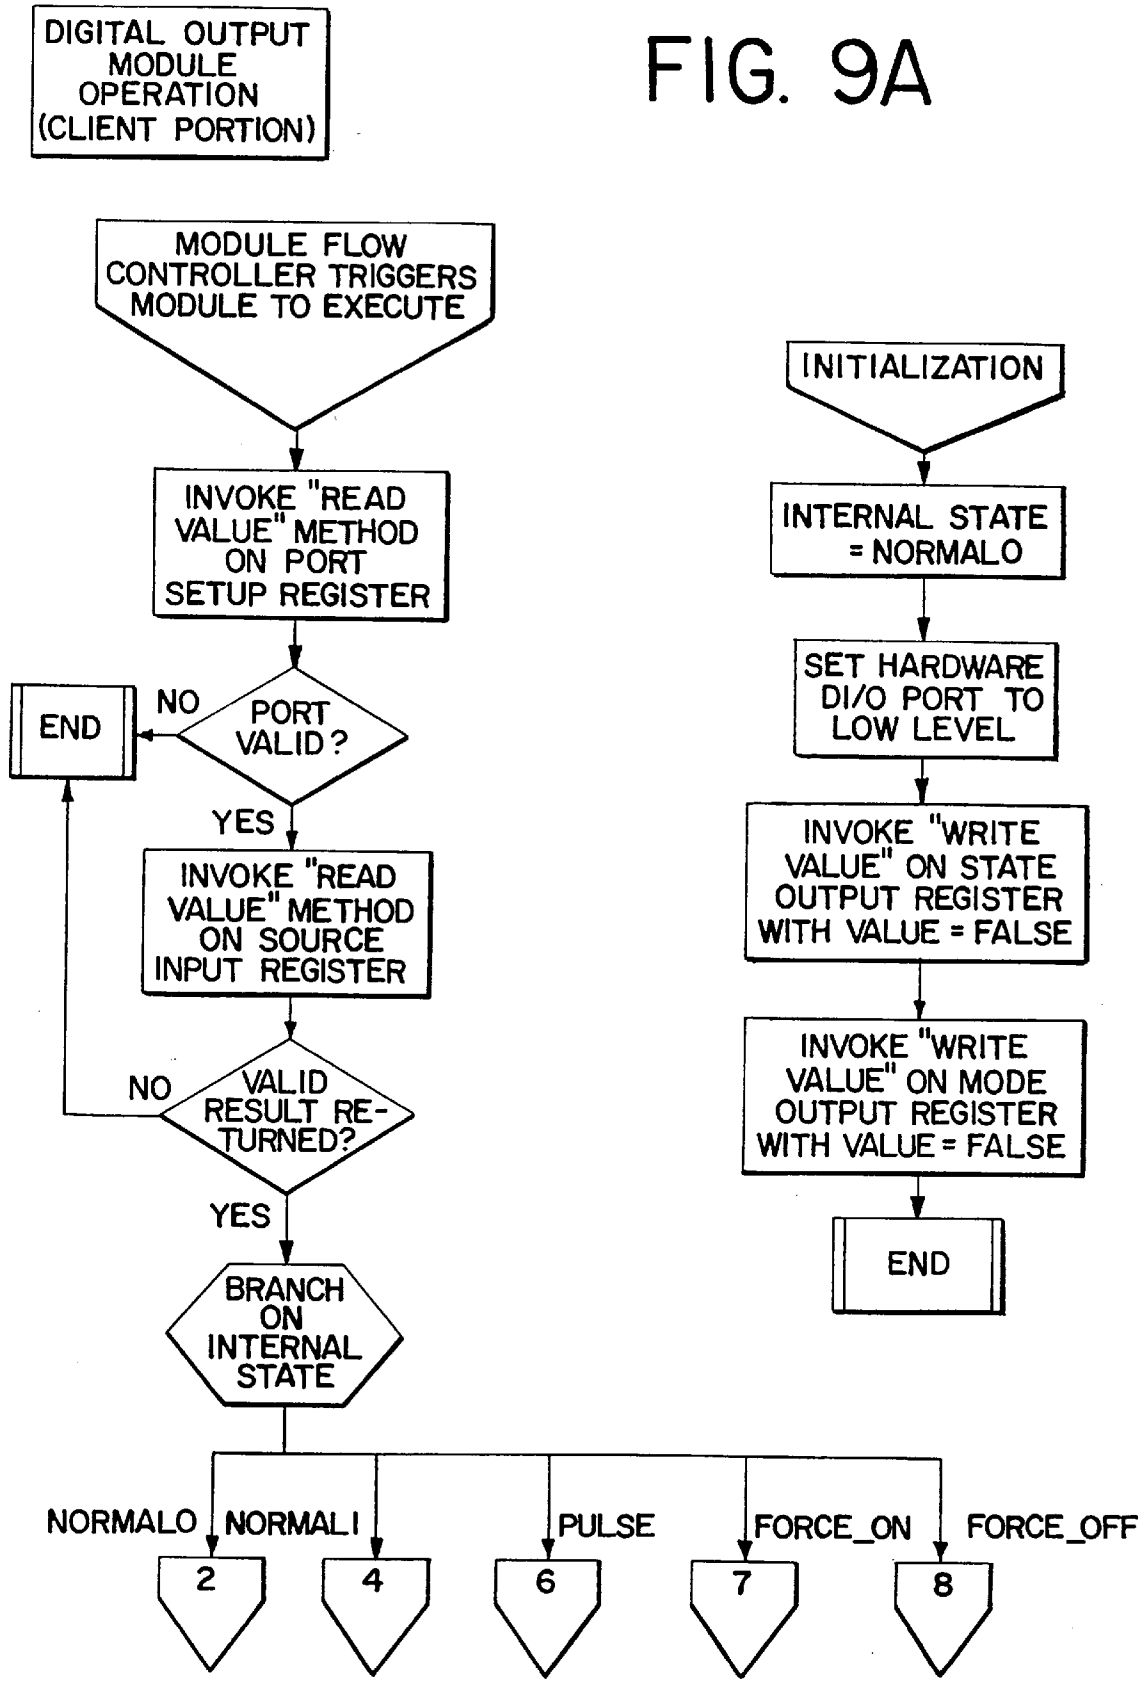 DIGITAL OUTPUT
MODULE
OPERATION
(CLIENT PORTION)
FIG. 9A
MODULE FLOW
CONTROLLER TRIGGERS
MODULE TO EXECUTE
INVOKE "READ
VALUE" METHOD
ON PORT
SETUP REGISTER
PORT
VALID?
NO
END
YES
INVOKE "READ
VALUE" METHOD
ON SOURCE
INPUT REGISTER
VALID
RESULT RE-
TURNED?
NO
YES
BRANCH
ON
INTERNAL
STATE
NORMALO
NORMALI
PULSE
FORCE_ON
FORCE_OFF
2
4
6
7
8
INITIALIZATION
INTERNAL STATE
= NORMALO
SET HARDWARE
DI/O PORT TO
LOW LEVEL
INVOKE "WRITE
VALUE" ON STATE
OUTPUT REGISTER
WITH VALUE = FALSE
INVOKE "WRITE
VALUE" ON MODE
OUTPUT REGISTER
WITH VALUE = FALSE
END